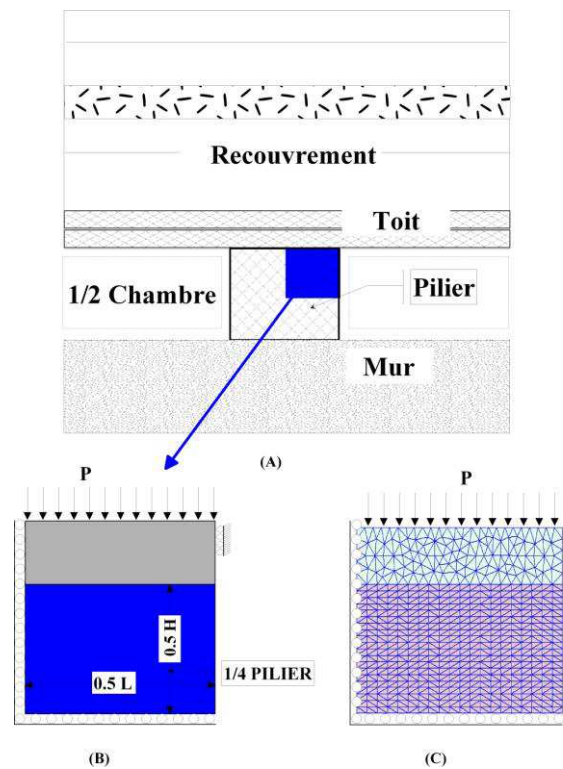 Recouvrement
Toit
1/2 Chambre
Pilier
Mur
(A)
P
0.5 H
0.5 L
1/4 PILIER
(B)
P
(C)